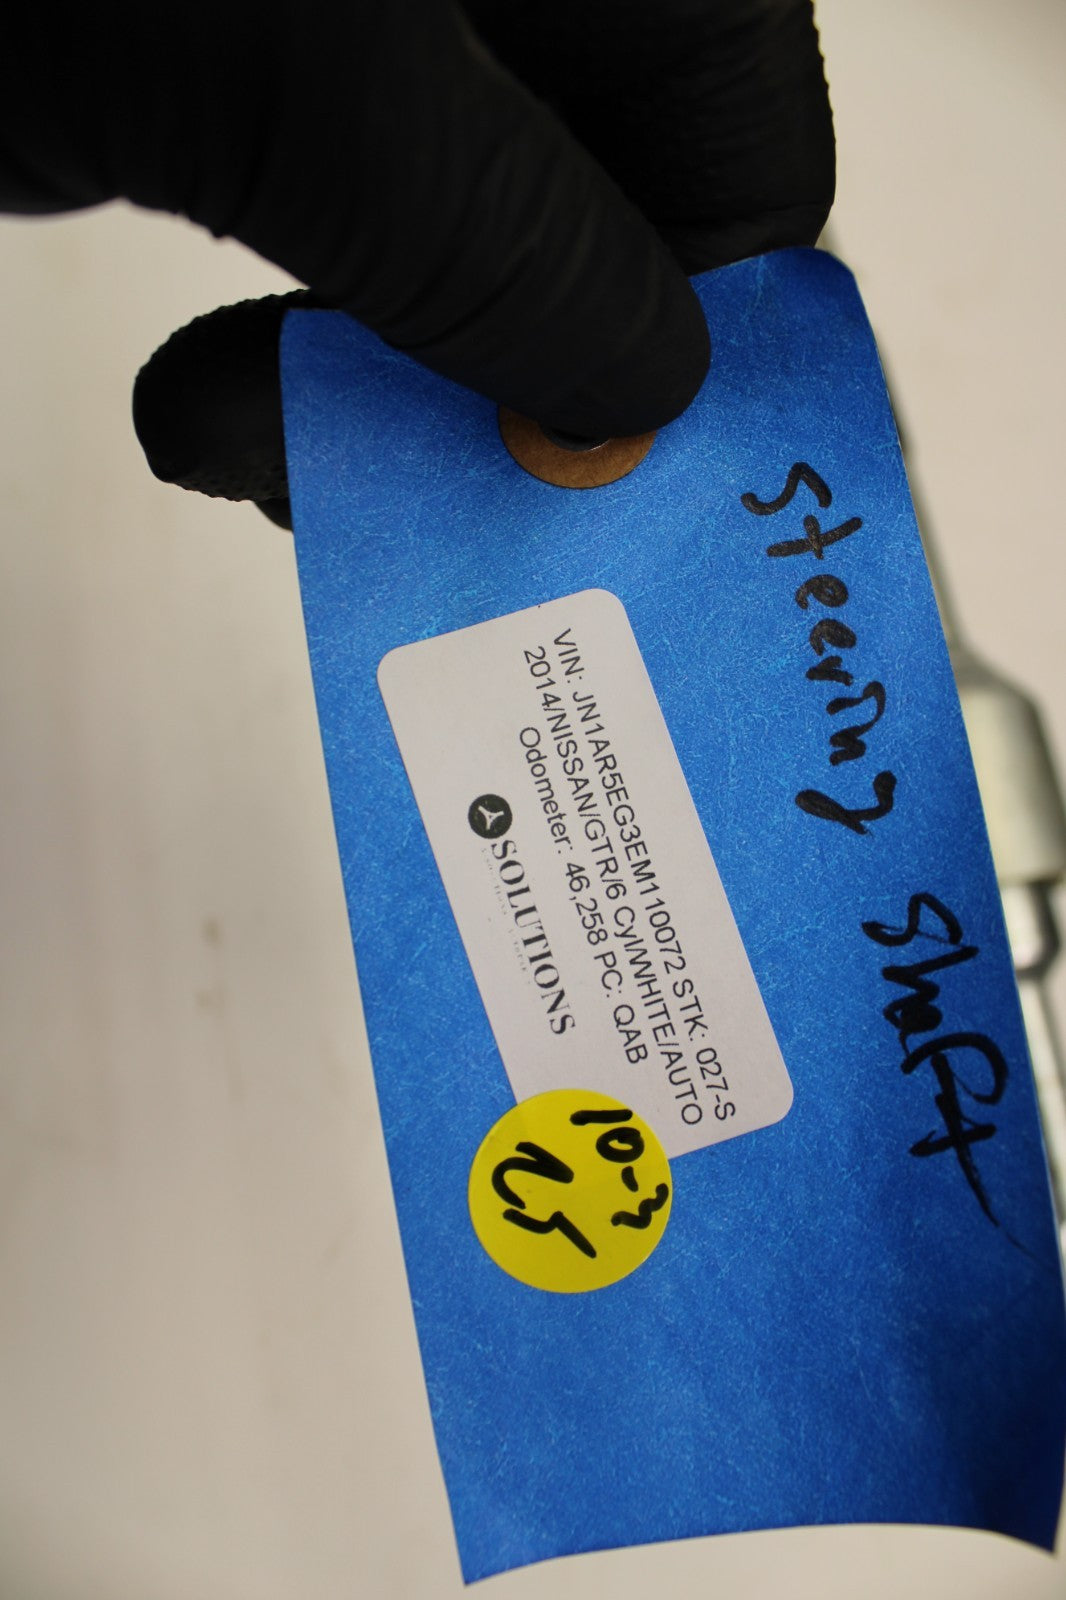 Steering Shaft
VIN: JN1AR5EG3EM110072 STK: 027-S
2014/NISSAN/GTR/6 Cyl/WHITE/AUTO
Odometer: 46,258 PC: QAB
SOLUTIONS
10-3
25